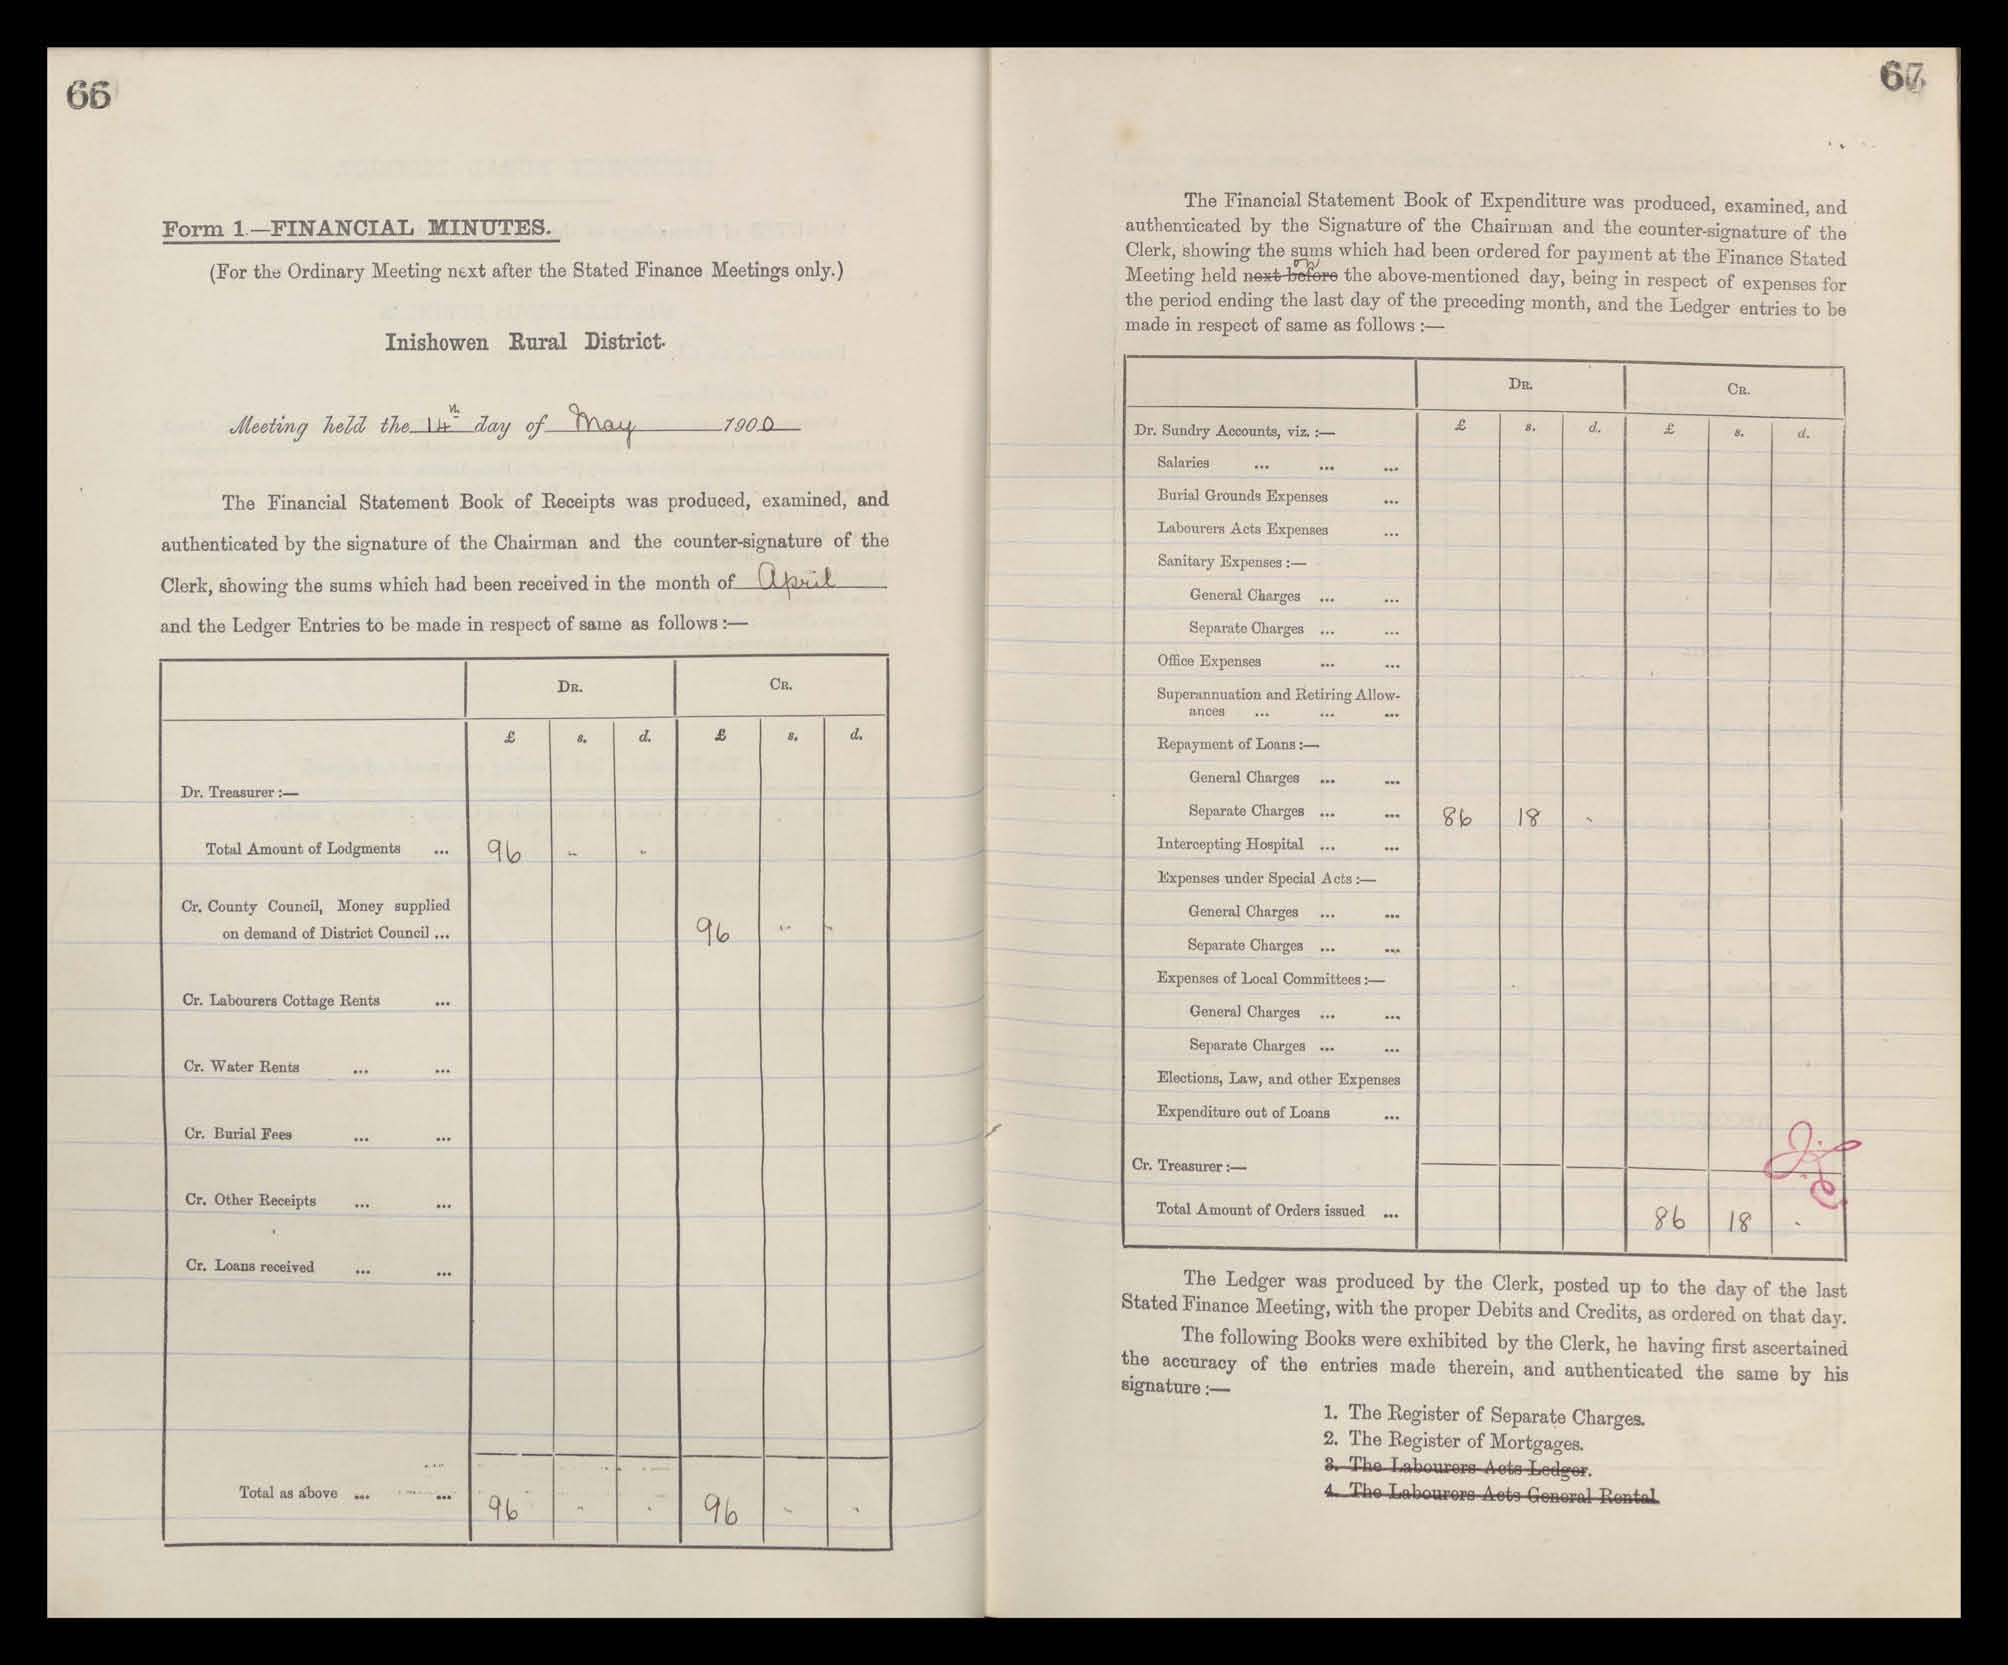 66
Form 1.—FINANCIAL MINUTES.
(For the Ordinary Meeting next after the Stated Finance Meetings only.)
Inishowen Rural District.
Meeting held the 14th day of May 1900
The Financial Statement Book of Receipts was produced, examined, and
authenticated by the signature of the Chairman and the counter-signature of the
Clerk, showing the sums which had been received in the month of April
and the Ledger Entries to be made in respect of same as follows :—
DR. CR.
£ s. d. £ s. d.
Dr. Treasurer :—
Total Amount of Lodgments ... 96 - -
Cr. County Council, Money supplied
on demand of District Council ... 96 - -
Cr. Labourers Cottage Rents ...
Cr. Water Rents ... ...
Cr. Burial Fees ... ...
Cr. Other Receipts ... ...
Cr. Loans received ... ...
Total as above ... ... 96 - - 96 - -
67
The Financial Statement Book of Expenditure was produced, examined, and
authenticated by the Signature of the Chairman and the counter-signature of the
Clerk, showing the sums which had been ordered for payment at the Finance Stated
on
Meeting held next before the above-mentioned day, being in respect of expenses for
the period ending the last day of the preceding month, and the Ledger entries to be
made in respect of same as follows :—
DR. CR.
Dr. Sundry Accounts, viz. :— £ s. d. £ s. d.
Salaries ... ... ...
Burial Grounds Expenses ...
Labourers Acts Expenses ...
Sanitary Expenses :—
General Charges ... ...
Separate Charges ... ...
Office Expenses ... ...
Superannuation and Retiring Allow-
ances ... ... ...
Repayment of Loans :—
General Charges ... ...
Separate Charges ... ... 86 18 -
Intercepting Hospital ... ...
Expenses under Special Acts :—
General Charges ... ...
Separate Charges ... ...
Expenses of Local Committees :—
General Charges ... ...
Separate Charges ... ...
Elections, Law, and other Expenses
Expenditure out of Loans ...
Cr. Treasurer :—
Total Amount of Orders issued ... 86 18 -
The Ledger was produced by the Clerk, posted up to the day of the last
Stated Finance Meeting, with the proper Debits and Credits, as ordered on that day.
The following Books were exhibited by the Clerk, he having first ascertained
the accuracy of the entries made therein, and authenticated the same by his
signature :—
1. The Register of Separate Charges.
2. The Register of Mortgages.
3. The Labourers Acts Ledger.
4. The Labourers Acts General Rental